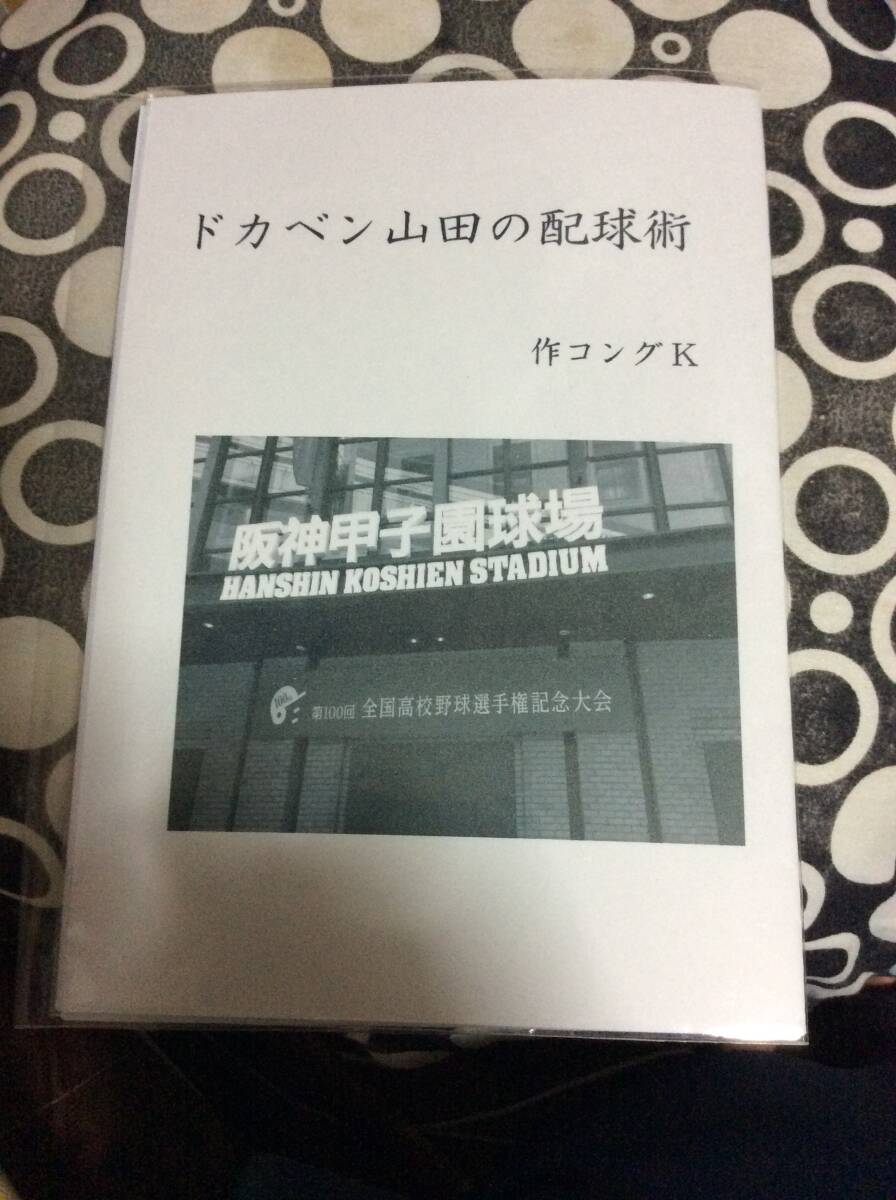 ドカベン山田の配球術
作コングK
阪神甲子園球場
HANSHIN KOSHIEN STADIUM
100th
第100回 全国高校野球選手権記念大会